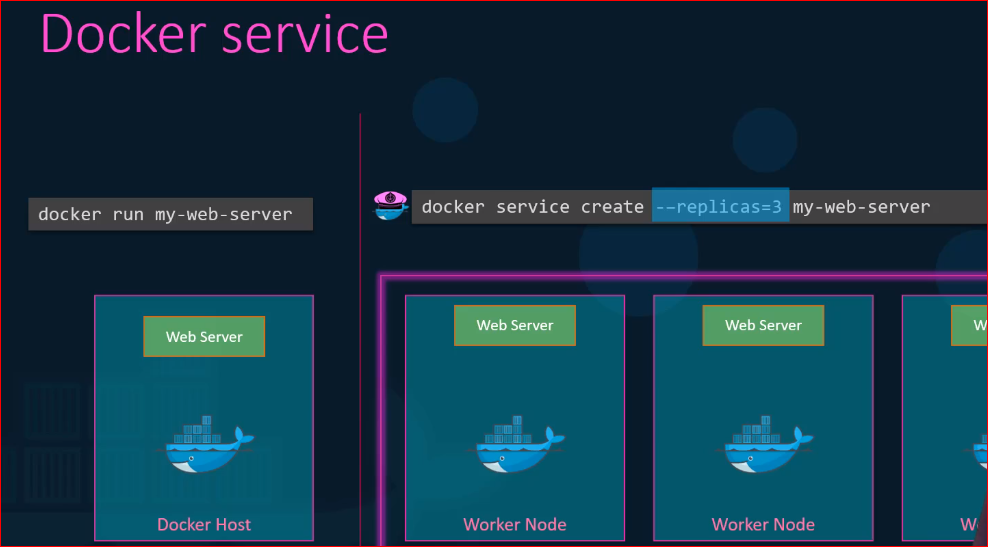 Docker service
docker run my-web-server
docker service create --replicas=3 my-web-server
Web Server
Docker Host
Web Server
Worker Node
Web Server
Worker Node